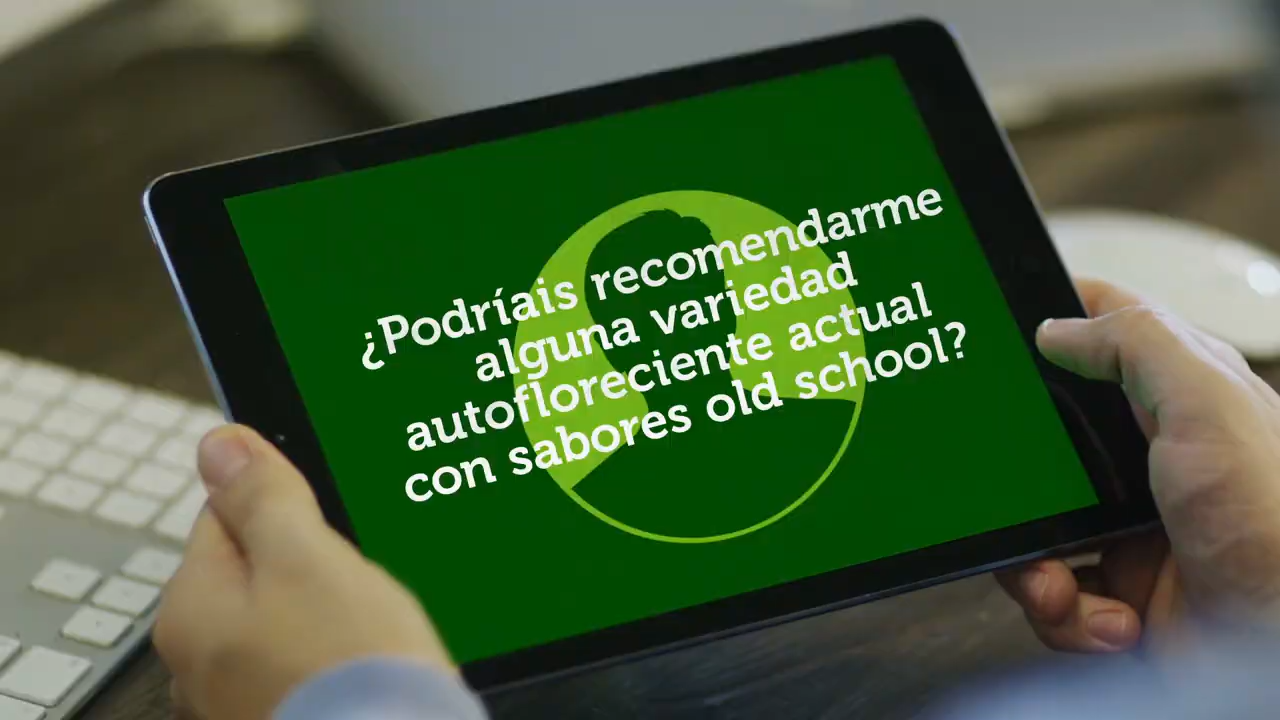 ¿Podríais recomendarme
alguna variedad
autofloreciente actual
con sabores old school?